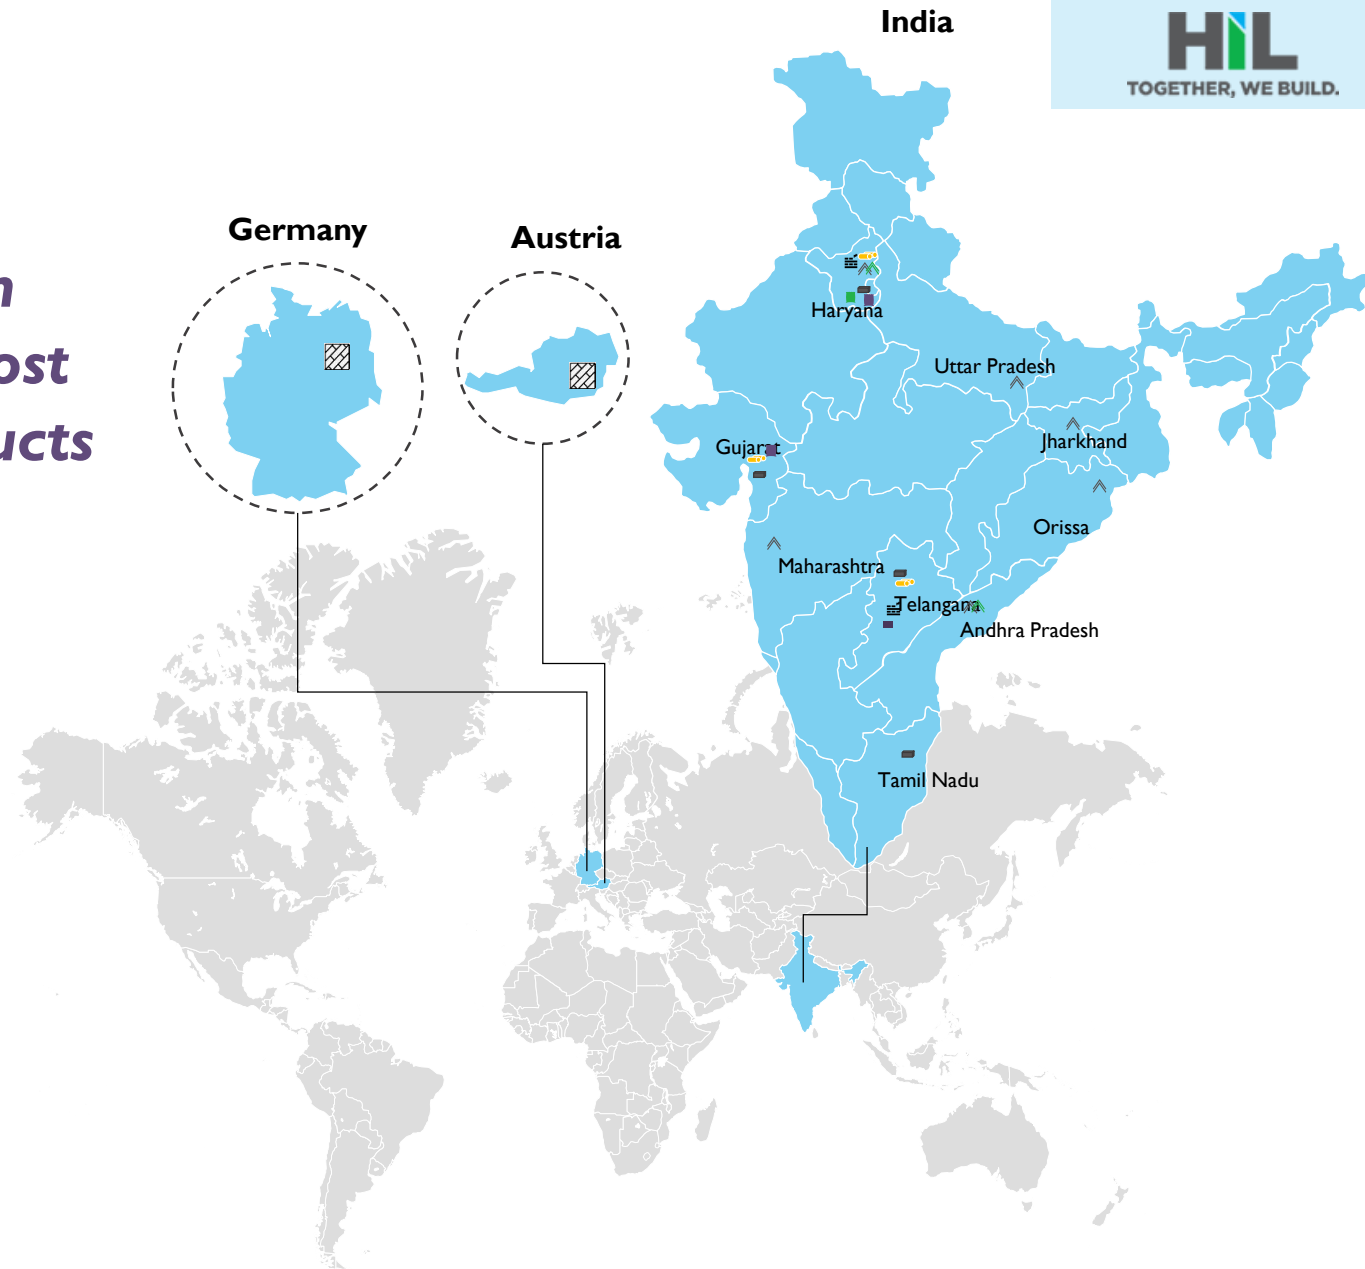 India
HIL
TOGETHER, WE BUILD.
Germany
Austria
ucts
Haryana
Uttar Pradesh
Gujarat
Jharkhand
Orissa
Maharashtra
Telangana
Andhra Pradesh
Tamil Nadu